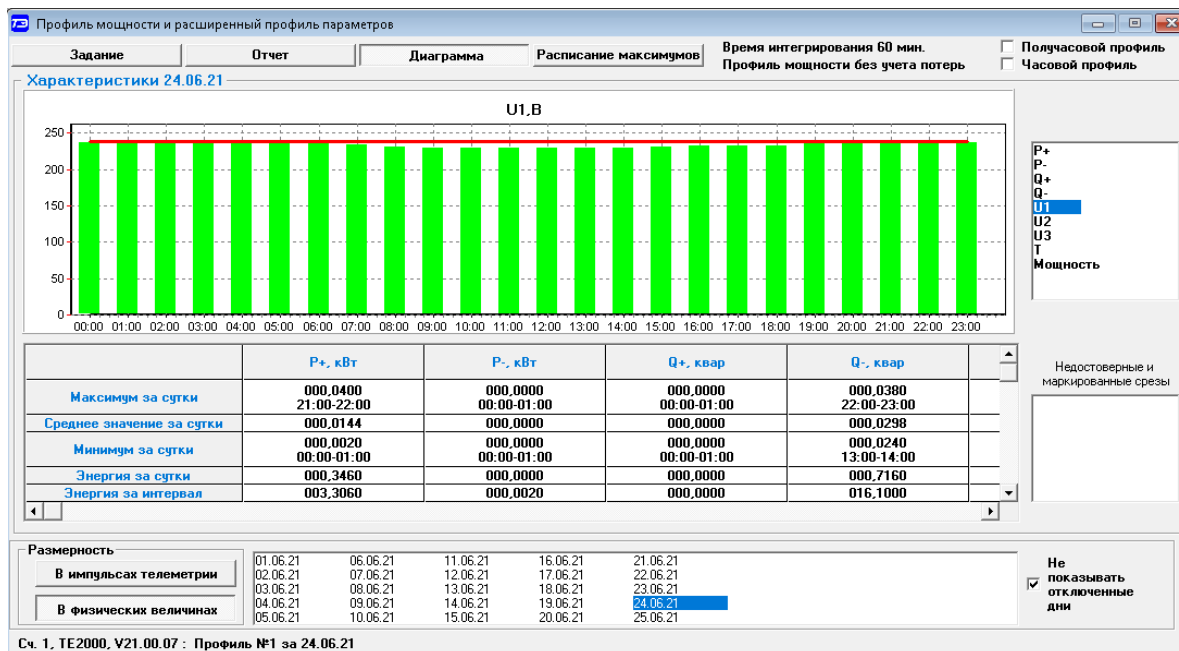 ТЭ Профиль мощности и расширенный профиль параметров
Задание Отчет Диаграмма Расписание максимумов Время интегрирования 60 мин. Получасовой профиль
Профиль мощности без учета потерь Часовой профиль
Характеристики 24.06.21
U1,В
250
200
150
100
50
0
00:00 01:00 02:00 03:00 04:00 05:00 06:00 07:00 08:00 09:00 10:00 11:00 12:00 13:00 14:00 15:00 16:00 17:00 18:00 19:00 20:00 21:00 22:00 23:00
P+
P-
Q+
Q-
U1
U2
U3
T
Мощность
P+, кВт P-, кВт Q+, квар Q-, квар
Максимум за сутки 000,0400 000,0000 000,0000 000,0380
21:00-22:00 00:00-01:00 00:00-01:00 22:00-23:00
Среднее значение за сутки 000,0144 000,0000 000,0000 000,0298
Минимум за сутки 000,0020 000,0000 000,0000 000,0240
00:00-01:00 00:00-01:00 00:00-01:00 13:00-14:00
Энергия за сутки 000,3460 000,0000 000,0000 000,7160
Энергия за интервал 003,3060 000,0020 000,0000 016,1000
Недостоверные и
маркированные срезы
Размерность
В импульсах телеметрии
В физических величинах
01.06.21 06.06.21 11.06.21 16.06.21 21.06.21
02.06.21 07.06.21 12.06.21 17.06.21 22.06.21
03.06.21 08.06.21 13.06.21 18.06.21 23.06.21
04.06.21 09.06.21 14.06.21 19.06.21 24.06.21
05.06.21 10.06.21 15.06.21 20.06.21 25.06.21
Не
показывать
отключенные
дни
Сч. 1, TE2000, V21.00.07 : Профиль №1 за 24.06.21